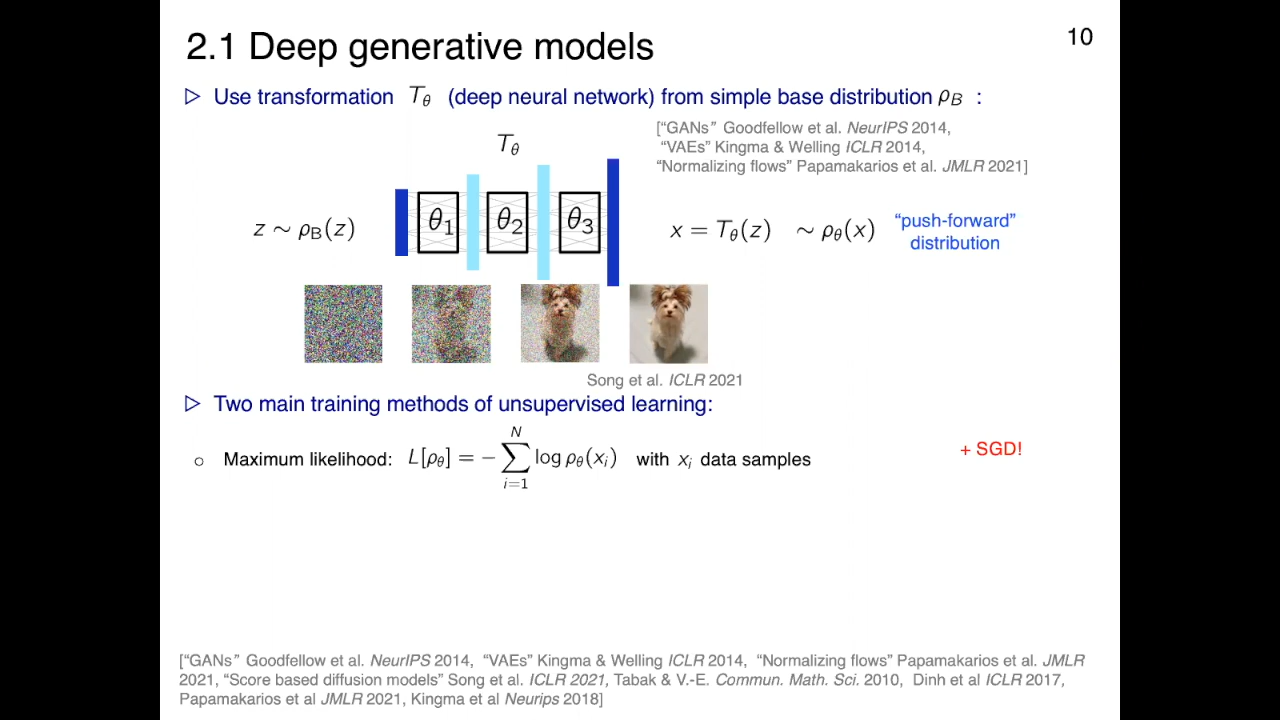 2.1 Deep generative models
10
▷ Use transformation T_θ (deep neural network) from simple base distribution ρ_B :
["GANs" Goodfellow et al. NeurIPS 2014,
"VAEs" Kingma & Welling ICLR 2014,
"Normalizing flows" Papamakarios et al. JMLR 2021]
T_θ
z ∼ ρ_B(z)
θ_1 θ_2 θ_3
x = T_θ(z) ∼ ρ_θ(x)
"push-forward"
distribution
Song et al. ICLR 2021
▷ Two main training methods of unsupervised learning:
○ Maximum likelihood: L[ρ_θ] = − ∑_{i=1}^{N} log ρ_θ(x_i) with x_i data samples
+ SGD!
["GANs" Goodfellow et al. NeurIPS 2014, "VAEs" Kingma & Welling ICLR 2014, "Normalizing flows" Papamakarios et al. JMLR
2021, "Score based diffusion models" Song et al. ICLR 2021, Tabak & V.-E. Commun. Math. Sci. 2010, Dinh et al ICLR 2017,
Papamakarios et al JMLR 2021, Kingma et al Neurips 2018]